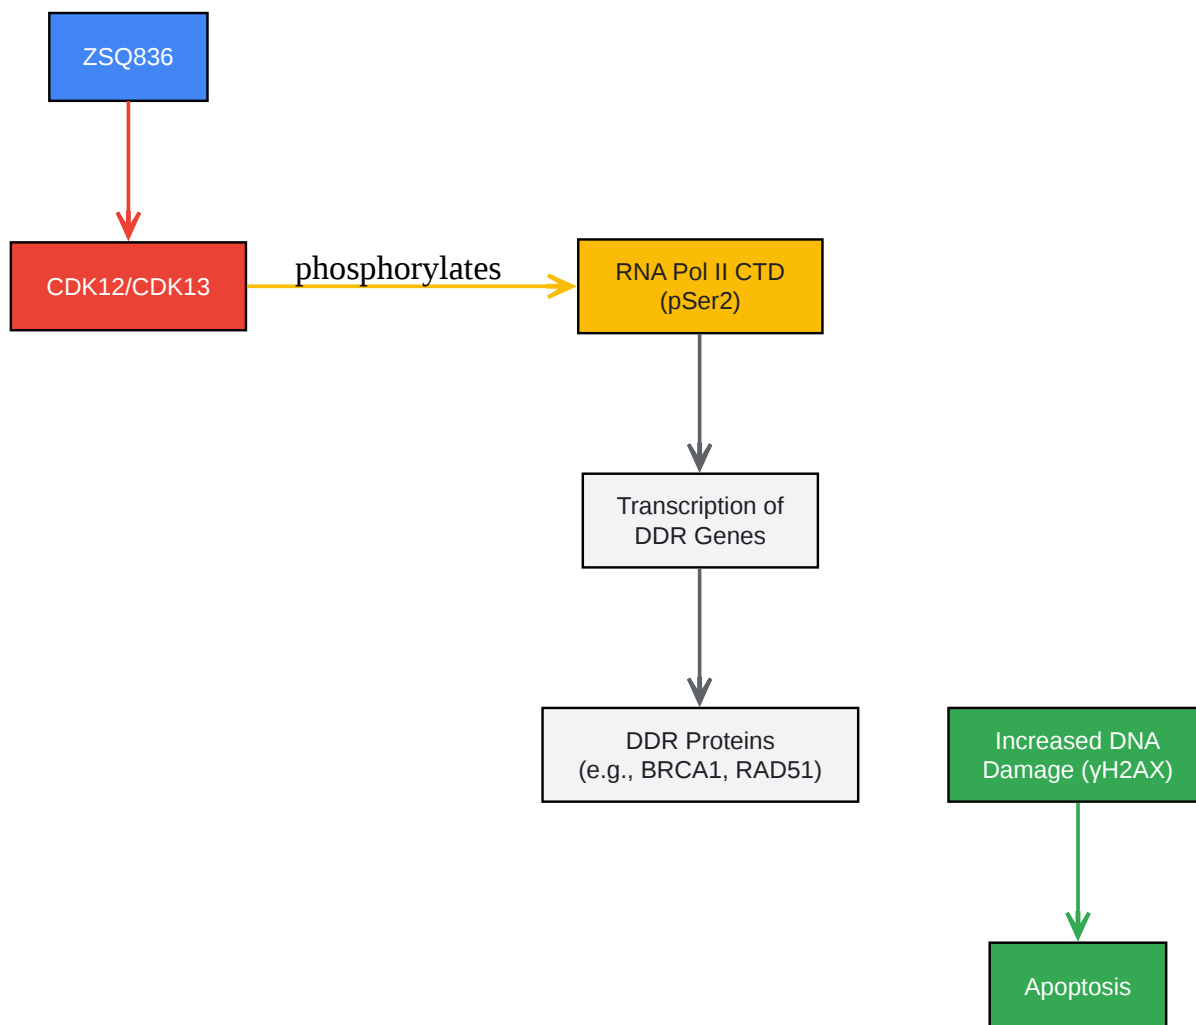 ZSQ836
CDK12/CDK13
phosphorylates
RNA Pol II CTD
(pSer2)
Transcription of
DDR Genes
DDR Proteins
(e.g., BRCA1, RAD51)
Increased DNA
Damage (γH2AX)
Apoptosis